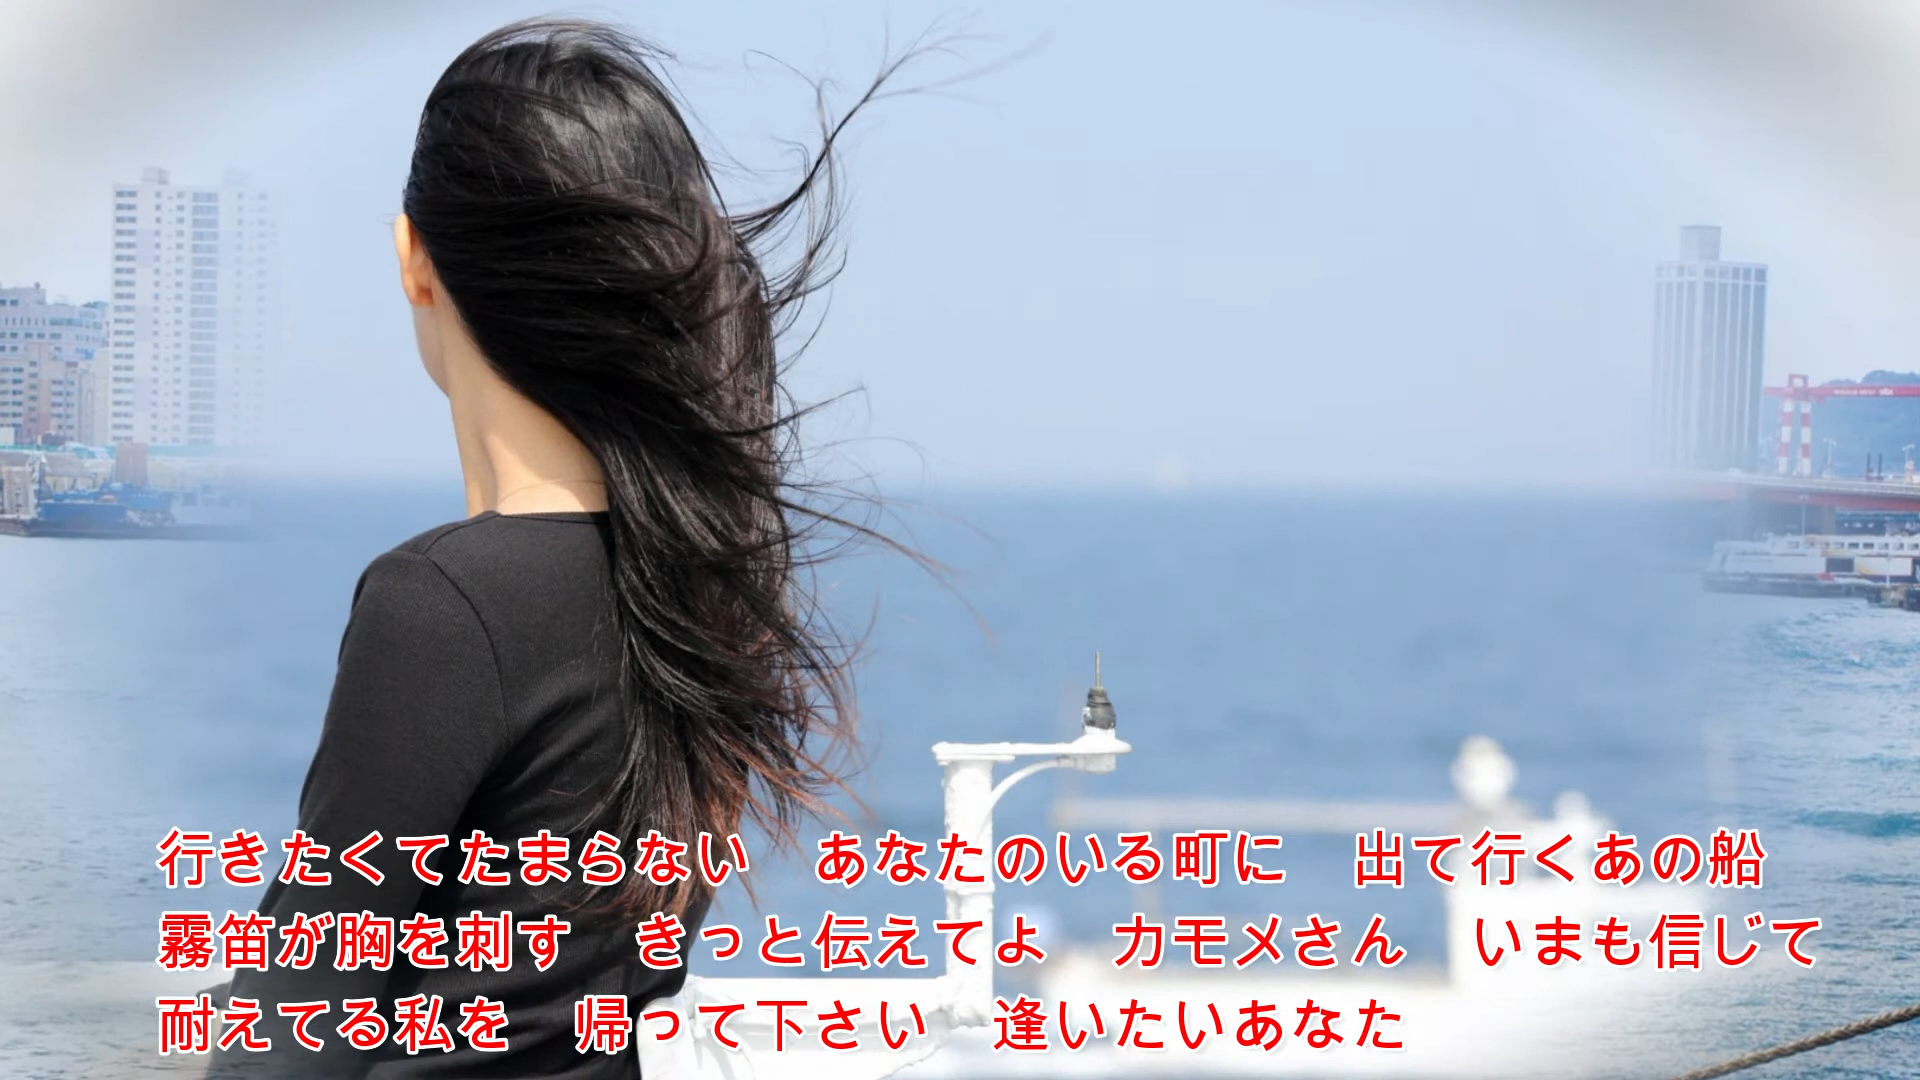 行きたくてたまらない　あなたのいる町に　出て行くあの船
霧笛が胸を刺す　きっと伝えてよ　カモメさん　いまも信じて
耐えてる私を　帰って下さい　逢いたいあなた